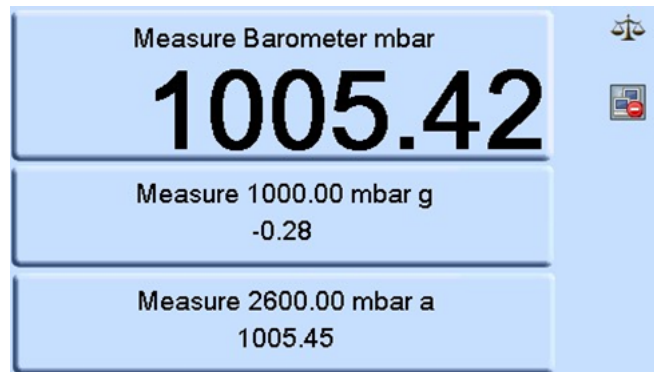 Measure Barometer mbar
1005.42
Measure 1000.00 mbar g
-0.28
Measure 2600.00 mbar a
1005.45